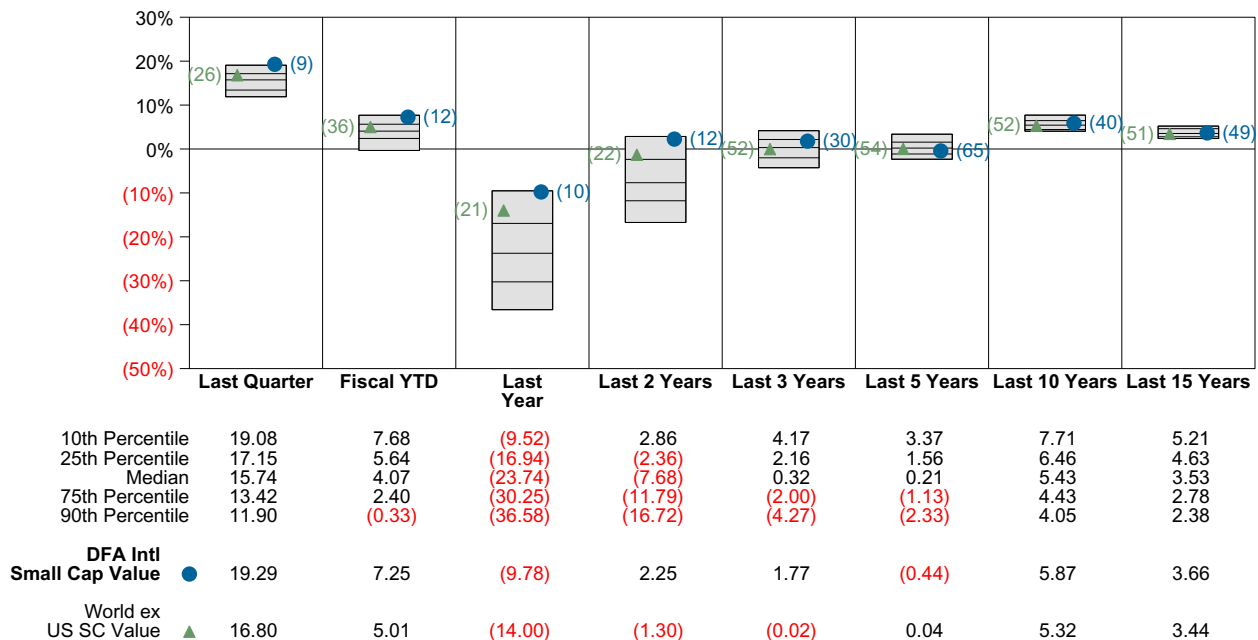 30%
20%
10%
0%
(10%)
(20%)
(30%)
(40%)
(50%)
(26) (9)
(36) (12)
(21) (10)
(22) (12)
(52) (30)
(54) (65)
(52) (40)
(51) (49)
Last Quarter Fiscal YTD Last Year Last 2 Years Last 3 Years Last 5 Years Last 10 Years Last 15 Years
10th Percentile 19.08 7.68 (9.52) 2.86 4.17 3.37 7.71 5.21
25th Percentile 17.15 5.64 (16.94) (2.36) 2.16 1.56 6.46 4.63
Median 15.74 4.07 (23.74) (7.68) 0.32 0.21 5.43 3.53
75th Percentile 13.42 2.40 (30.25) (11.79) (2.00) (1.13) 4.43 2.78
90th Percentile 11.90 (0.33) (36.58) (16.72) (4.27) (2.33) 4.05 2.38
DFA Intl
Small Cap Value 19.29 7.25 (9.78) 2.25 1.77 (0.44) 5.87 3.66
World ex
US SC Value 16.80 5.01 (14.00) (1.30) (0.02) 0.04 5.32 3.44